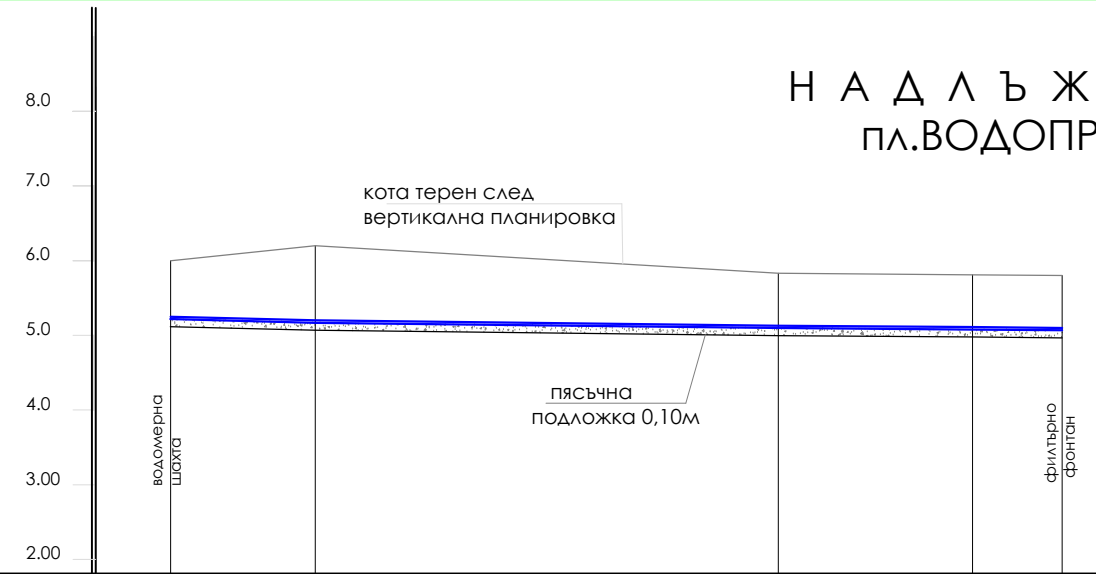 Н А Д Л Ъ Ж
пл.ВОДОПР
8.0
7.0
6.0
5.0
4.0
3.00
2.00
кота терен след
вертикална планировка
пясъчна
подложка 0,10м
водомерна
шахта
филтърно
фонтан